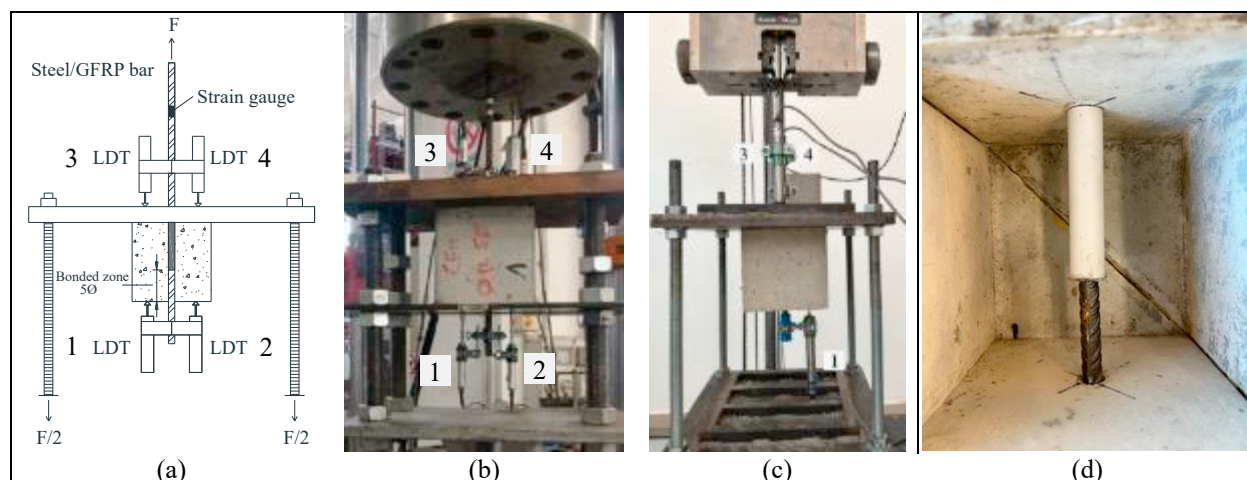 F
Steel/GFRP bar
Strain gauge
3 LDT LDT 4
Bonded zone
5Ø
1 LDT LDT 2
F/2 F/2
(a)
3 4
1
1 2
(b)
3 4
1
(c)
(d)